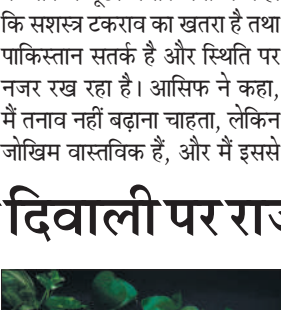 कि सशस्त्र टकराव का खतरा है तथा
पाकिस्तान सतर्क है और स्थिति पर
नजर रख रहा है। आसिफ ने कहा,
मैं तनाव नहीं बढ़ाना चाहता, लेकिन
जोखिम वास्तविक हैं, और मैं इससे
दिवाली पर